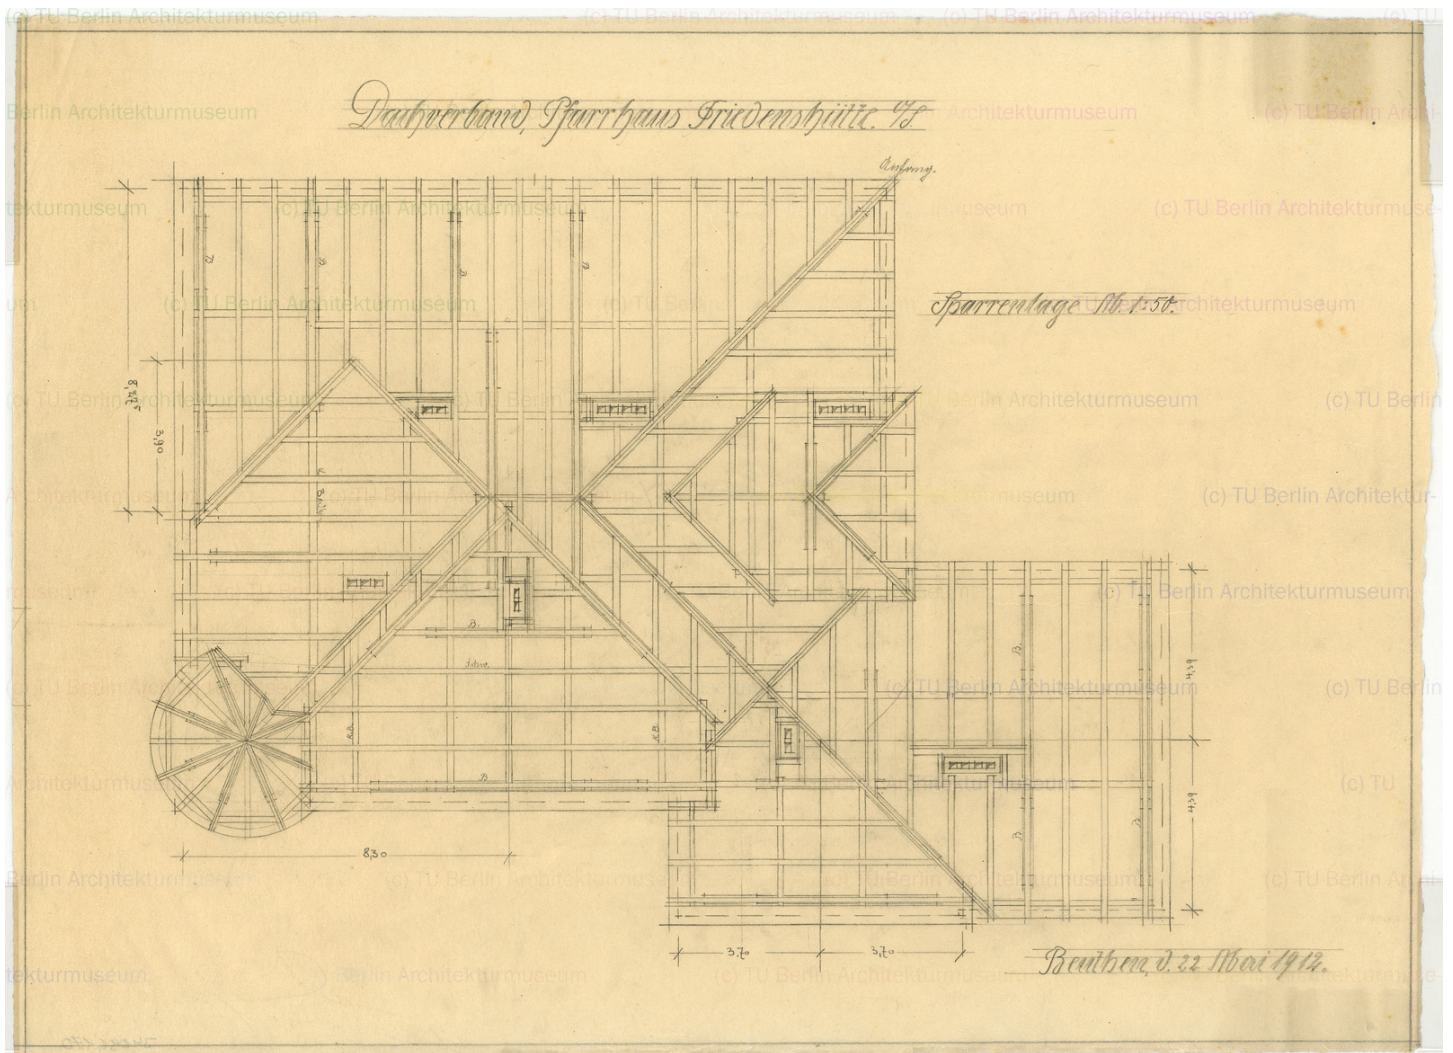 (c) TU Berlin Architekturmuseum
Dachverband, Pfarrhaus Friedenshütte. O/S.
Anfang.
Sparrenlage M. 1:50.
8,475
3,90
B.
B
B
B
B
B
4,39
4,39
8,30
3,70
3,70
Beuthen, d. 22 Mai 1912.